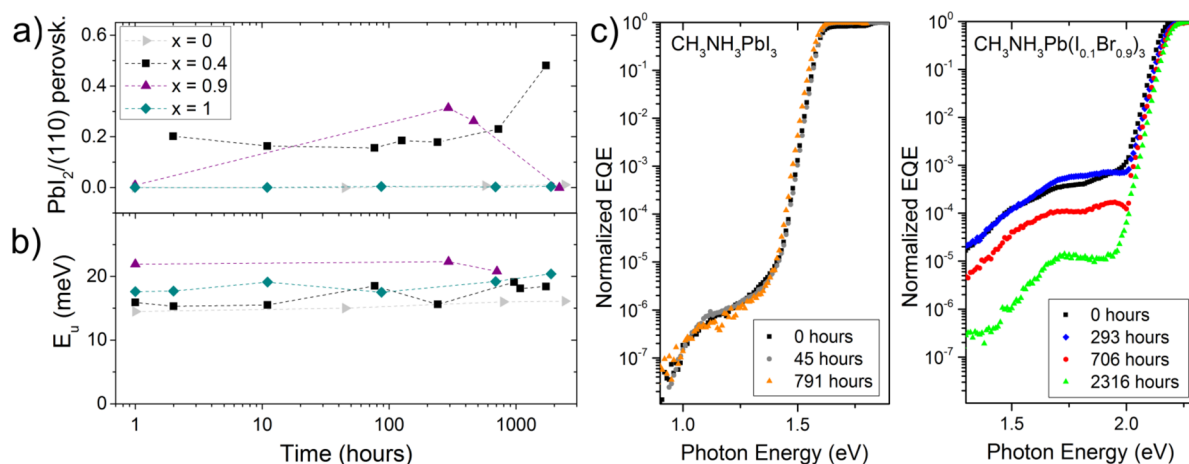 a)
PbI2/(110) perovsk.
0.6
0.4
0.2
0.0
x = 0
x = 0.4
x = 0.9
x = 1
b)
Eu (meV)
20
10
0
1
10
100
1000
Time (hours)
c)
Normalized EQE
10^0
10^-1
10^-2
10^-3
10^-4
10^-5
10^-6
10^-7
CH3NH3PbI3
0 hours
45 hours
791 hours
1.0
1.5
Photon Energy (eV)
Normalized EQE
10^0
10^-1
10^-2
10^-3
10^-4
10^-5
10^-6
10^-7
CH3NH3Pb(I0.1Br0.9)3
0 hours
293 hours
706 hours
2316 hours
1.5
2.0
Photon Energy (eV)